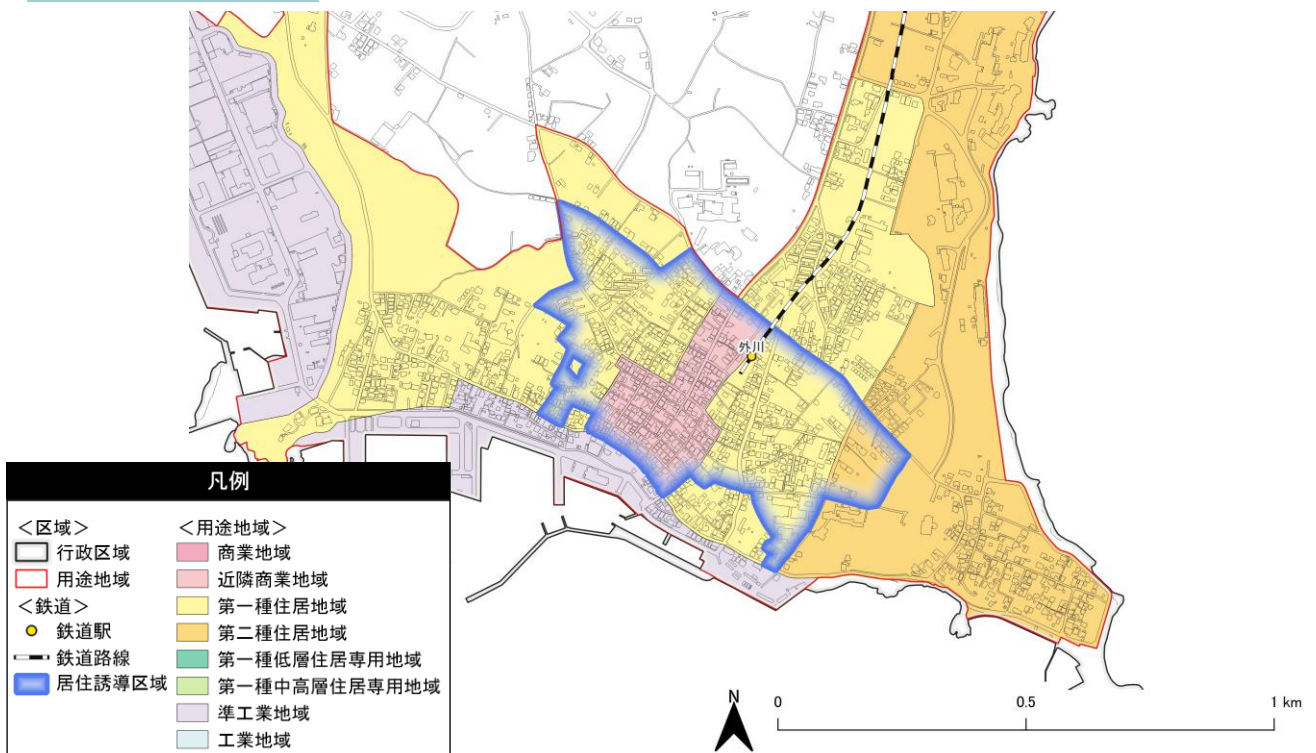 外川
凡例
＜区域＞
行政区域
用途地域
＜鉄道＞
鉄道駅
鉄道路線
居住誘導区域
＜用途地域＞
商業地域
近隣商業地域
第一種住居地域
第二種住居地域
第一種低層住居専用地域
第一種中高層住居専用地域
準工業地域
工業地域
N
0 0.5 1 km